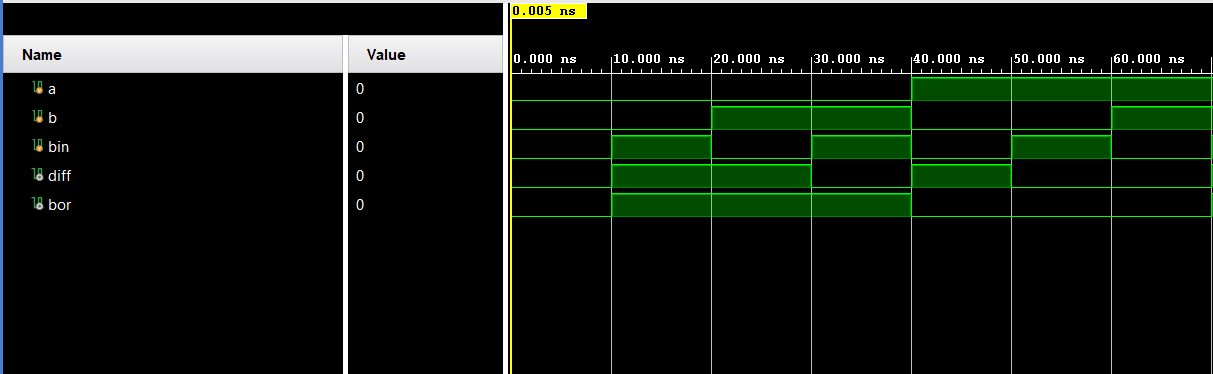 0.005 ns
Name Value
0.000 ns 10.000 ns 20.000 ns 30.000 ns 40.000 ns 50.000 ns 60.000 ns
a 0
b 0
bin 0
diff 0
bor 0